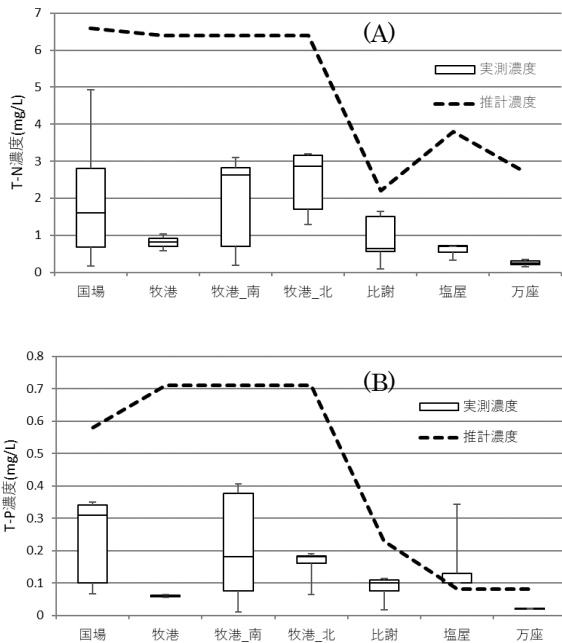 7
(A)
6
実測濃度
5
推計濃度
4
3
2
1
0
T-N濃度(mg/L)
国場 牧港 牧港_南 牧港_北 比謝 塩屋 万座
0.8
(B)
0.7
実測濃度
0.6
推計濃度
0.5
0.4
0.3
0.2
0.1
0
T-P濃度(mg/L)
国場 牧港 牧港_南 牧港_北 比謝 塩屋 万座